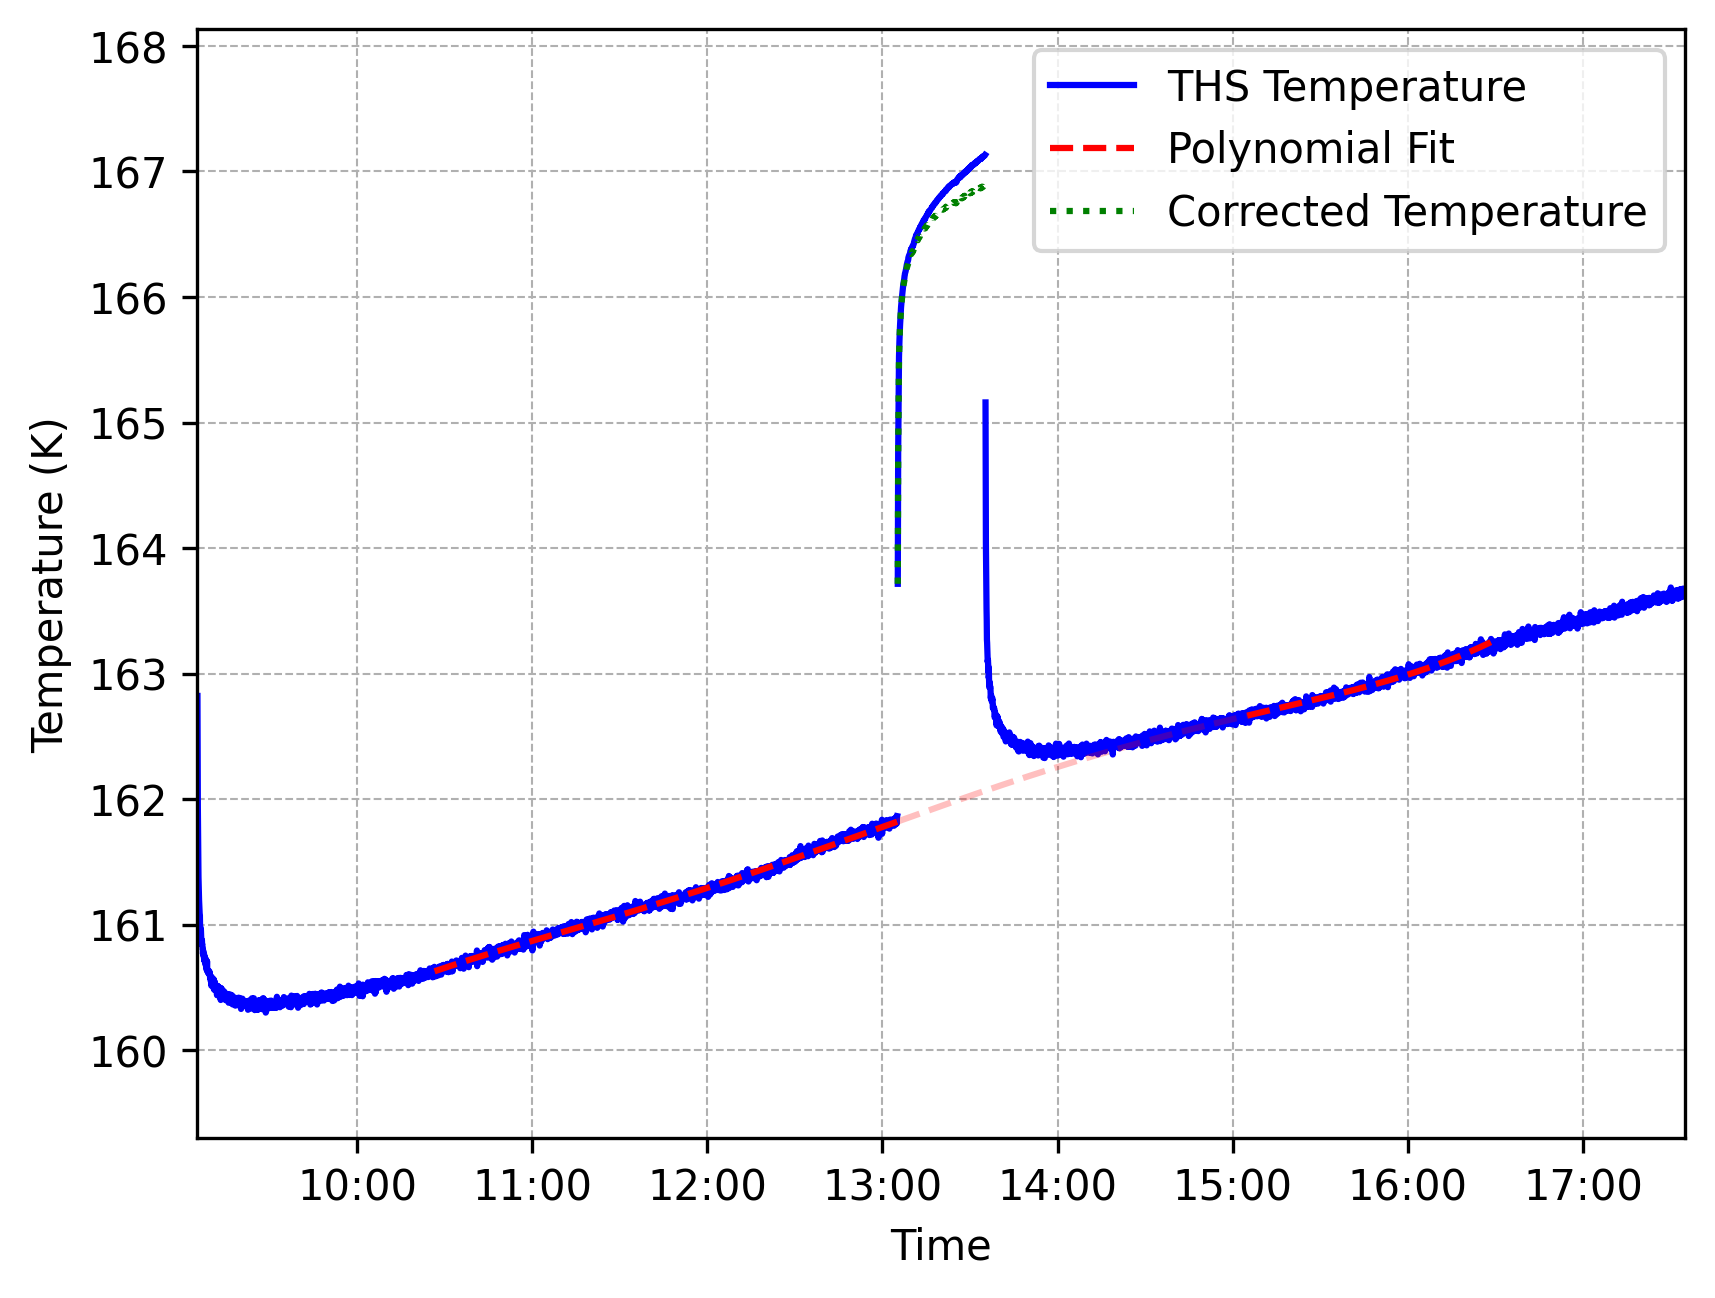 168
167
166
165
164
163
162
161
160
Temperature (K)
THS Temperature
Polynomial Fit
Corrected Temperature
10:00 11:00 12:00 13:00 14:00 15:00 16:00 17:00
Time